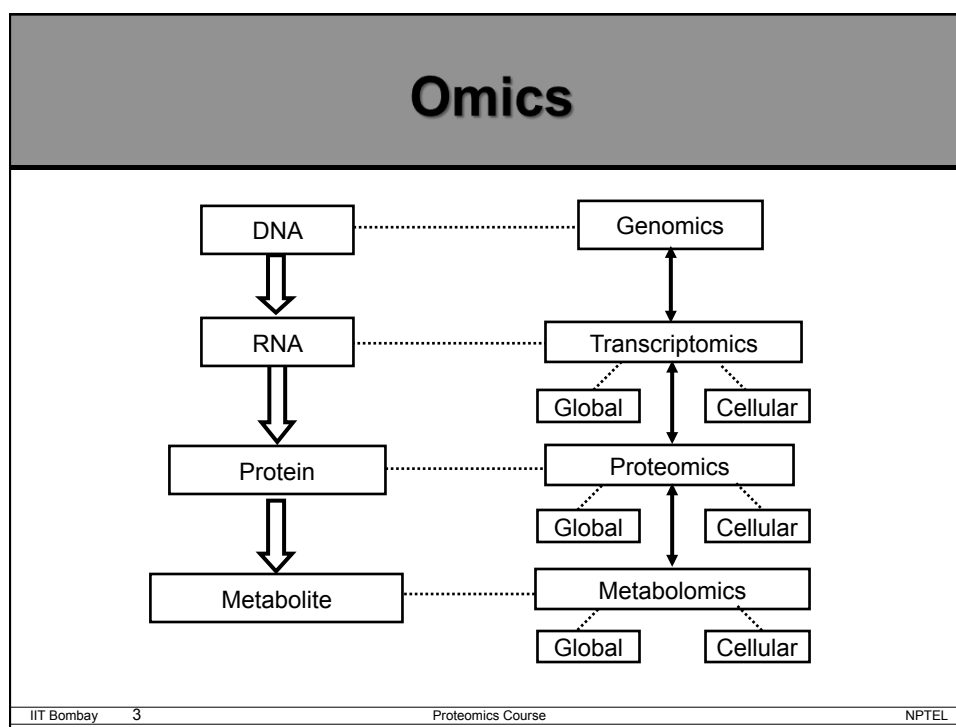 Omics
DNA
Genomics
RNA
Transcriptomics
Global
Cellular
Protein
Proteomics
Global
Cellular
Metabolite
Metabolomics
Global
Cellular
IIT Bombay 3 Proteomics Course NPTEL